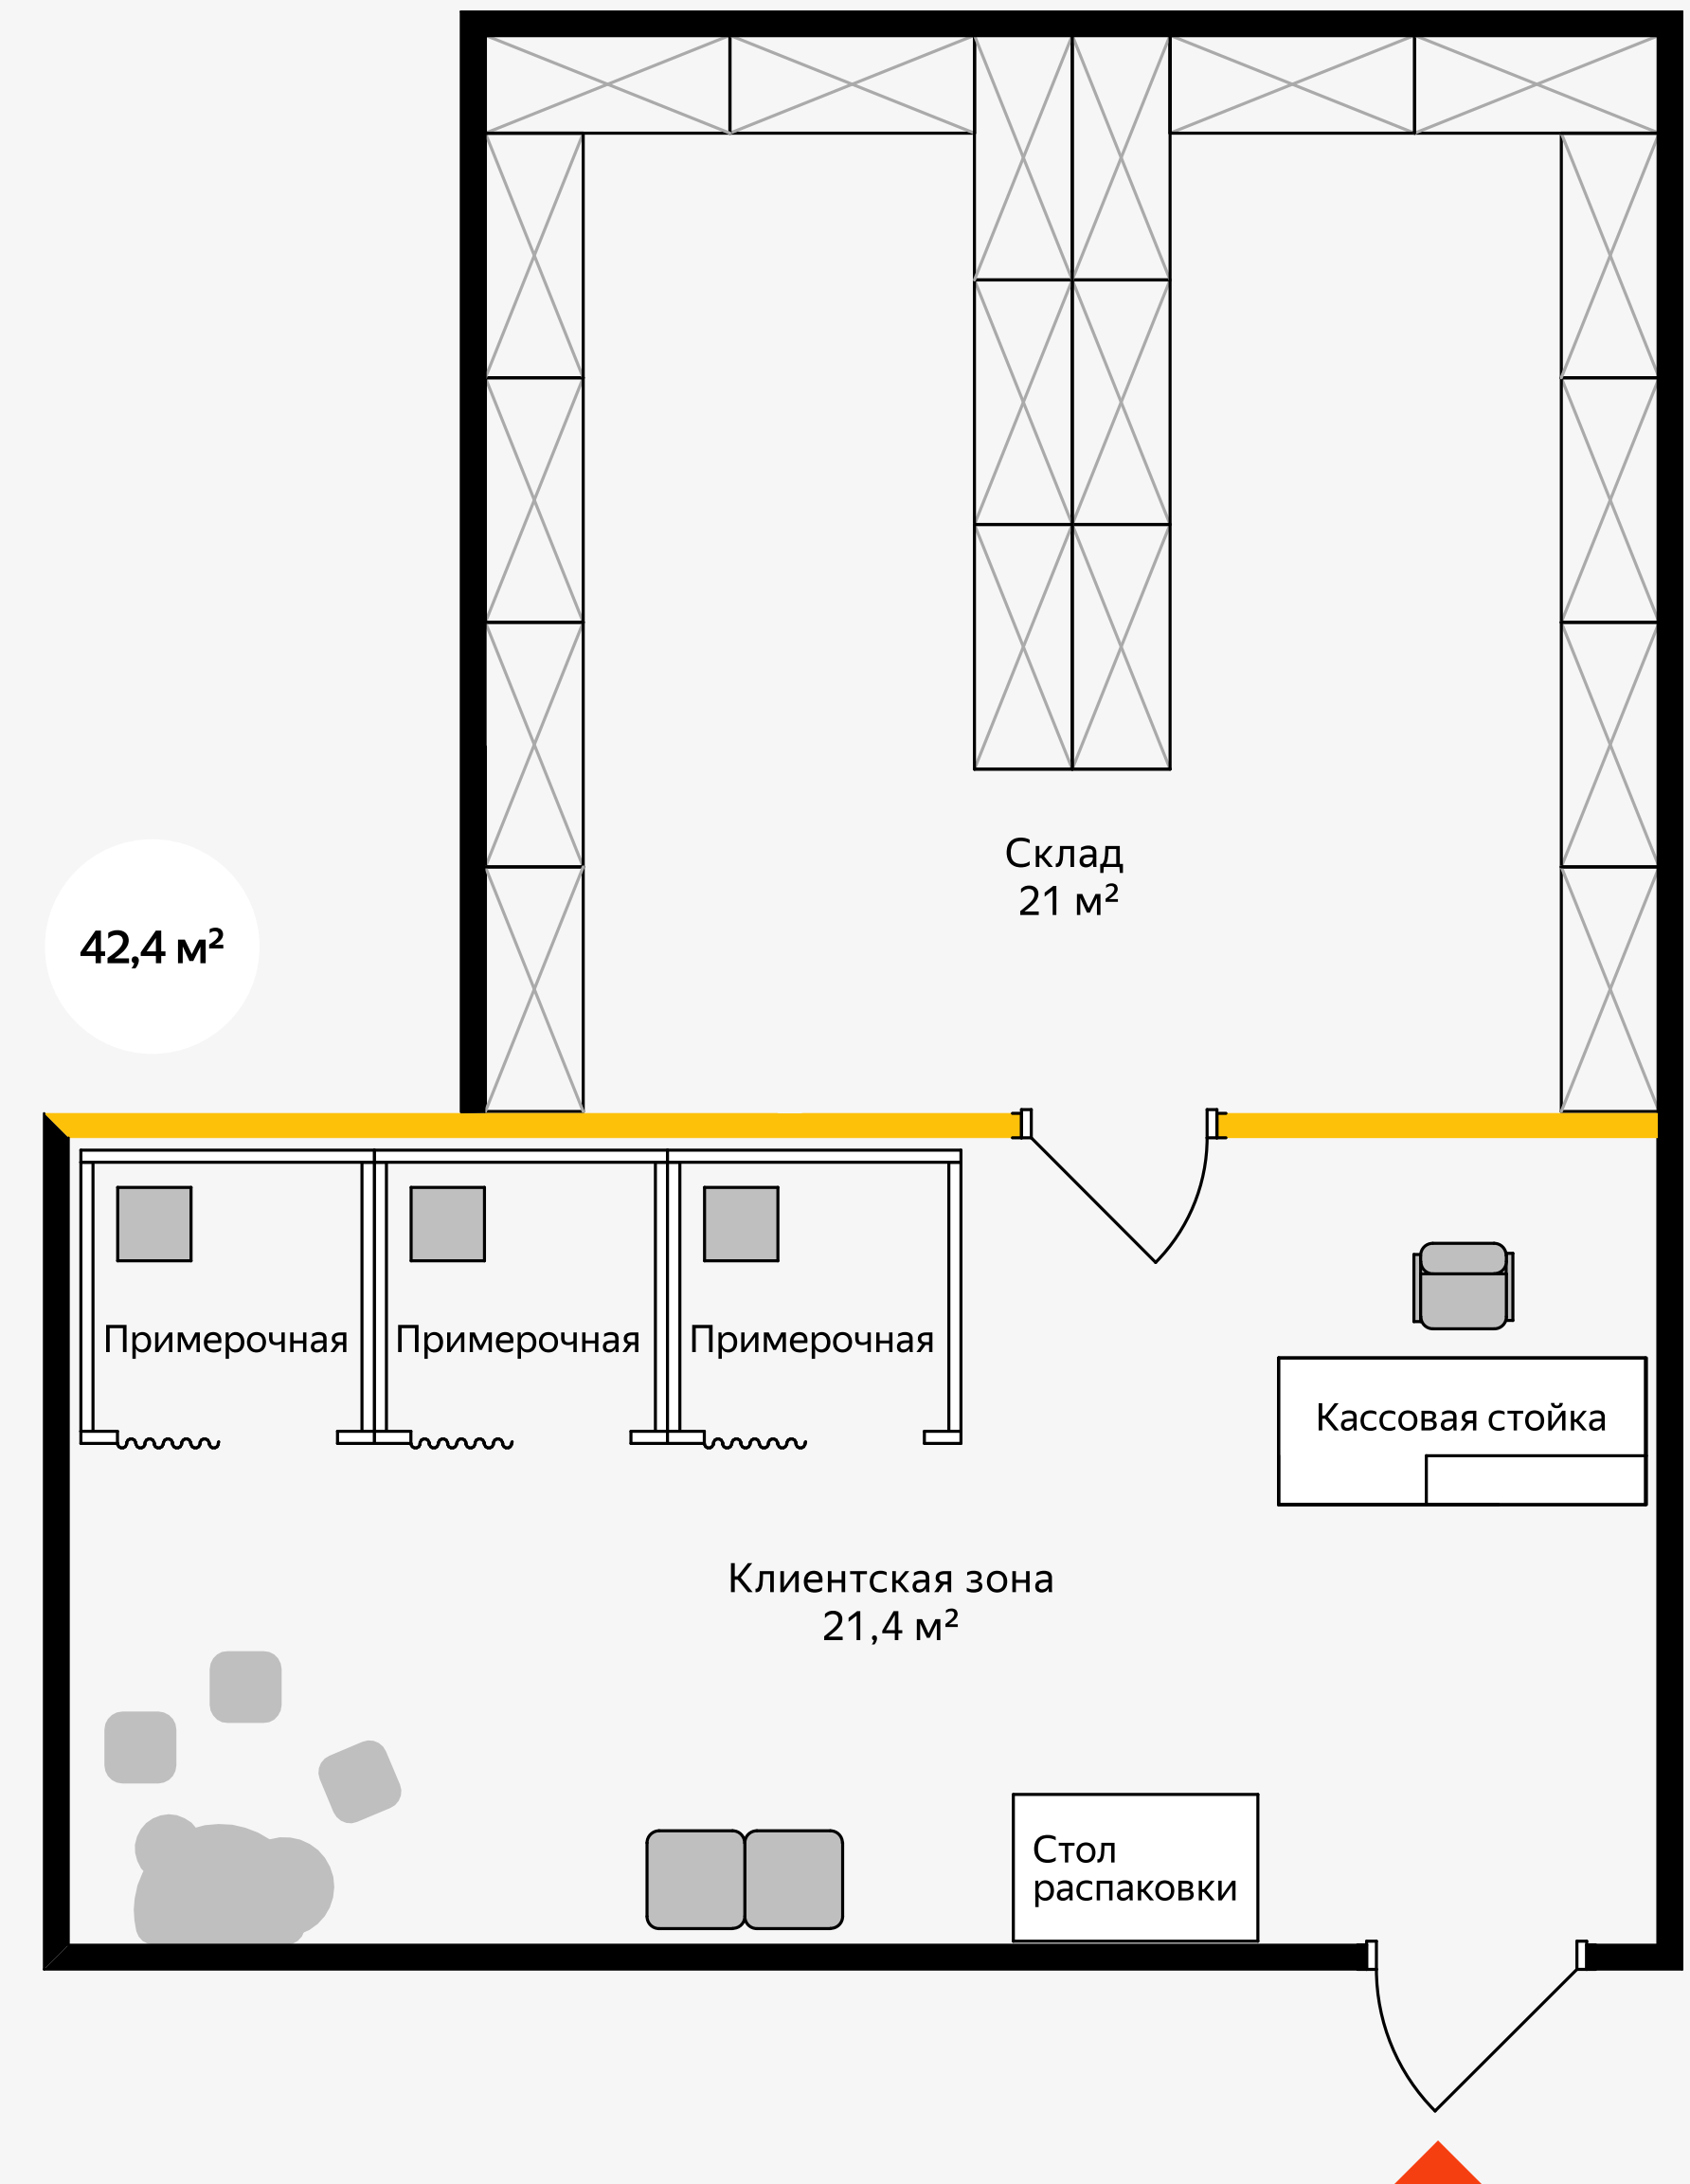 Склад
21 м²
42,4 м²
Примерочная
Примерочная
Примерочная
Кассовая стойка
Клиентская зона
21,4 м²
Стол
распаковки